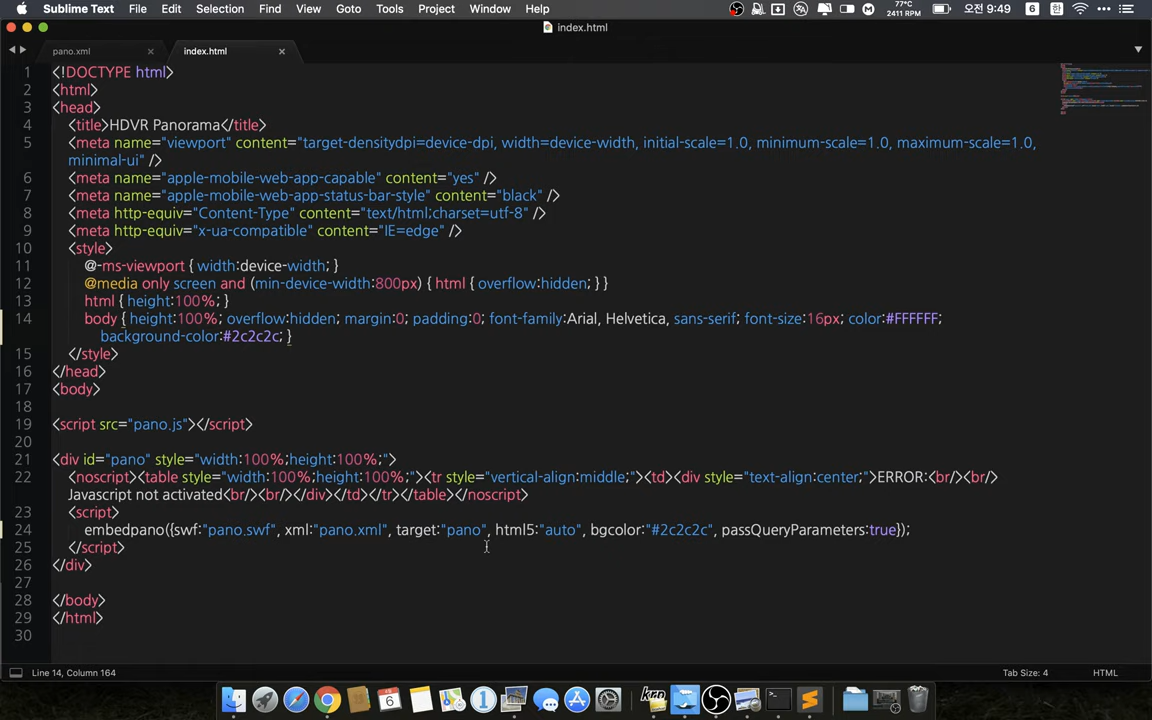 Sublime Text File Edit Selection Find View Goto Tools Project Window Help 77°C 2411 RPM 오전 9:49 6 한
index.html
pano.xml index.html
1 <!DOCTYPE html>
2 <html>
3 <head>
4 <title>HDVR Panorama</title>
5 <meta name="viewport" content="target-densitydpi=device-dpi, width=device-width, initial-scale=1.0, minimum-scale=1.0, maximum-scale=1.0,
minimal-ui" />
6 <meta name="apple-mobile-web-app-capable" content="yes" />
7 <meta name="apple-mobile-web-app-status-bar-style" content="black" />
8 <meta http-equiv="Content-Type" content="text/html;charset=utf-8" />
9 <meta http-equiv="x-ua-compatible" content="IE=edge" />
10 <style>
11 @-ms-viewport { width:device-width; }
12 @media only screen and (min-device-width:800px) { html { overflow:hidden; } }
13 html { height:100%; }
14 body { height:100%; overflow:hidden; margin:0; padding:0; font-family:Arial, Helvetica, sans-serif; font-size:16px; color:#FFFFFF;
background-color:#2c2c2c; }
15 </style>
16 </head>
17 <body>
18
19 <script src="pano.js"></script>
20
21 <div id="pano" style="width:100%;height:100%;">
22 <noscript><table style="width:100%;height:100%;"><tr style="vertical-align:middle;"><td><div style="text-align:center;">ERROR:<br/><br/>
Javascript not activated<br/><br/></div></td></tr></table></noscript>
23 <script>
24 embedpano({swf:"pano.swf", xml:"pano.xml", target:"pano", html5:"auto", bgcolor:"#2c2c2c", passQueryParameters:true});
25 </script>
26 </div>
27
28 </body>
29 </html>
30
Line 14, Column 164 Tab Size: 4 HTML